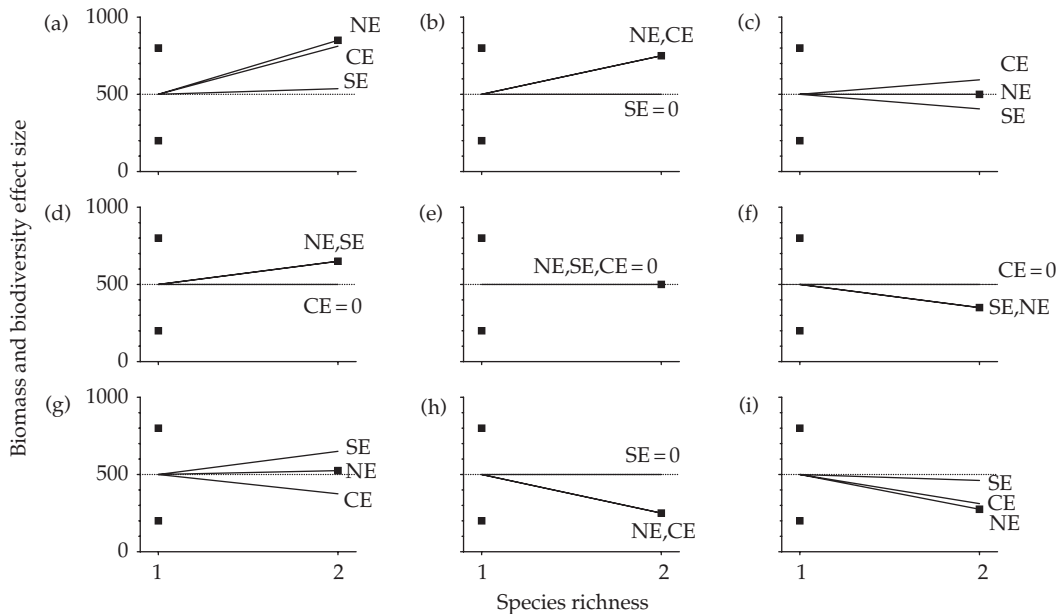 Biomass and biodiversity effect size
(a)
1000
500
0
NE
CE
SE
(b)
NE,CE
SE = 0
(c)
CE
NE
SE
(d)
1000
500
0
NE,SE
CE = 0
(e)
NE,SE,CE = 0
(f)
CE = 0
SE,NE
(g)
1000
500
0
SE
NE
CE
(h)
SE = 0
NE,CE
(i)
SE
CE
NE
1 2 1 2 1 2
Species richness